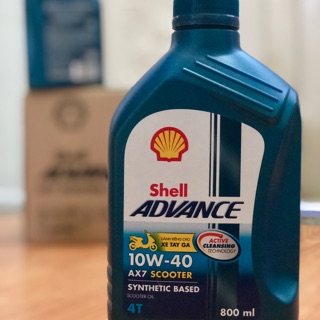 Shell
ADVANCE
DÀNH RIÊNG CHO
XE TAY GA
ACTIVE
CLEANSING
TECHNOLOGY
10W-40
AX7 SCOOTER
SYNTHETIC BASED
SCOOTER OIL
4T
800 ml